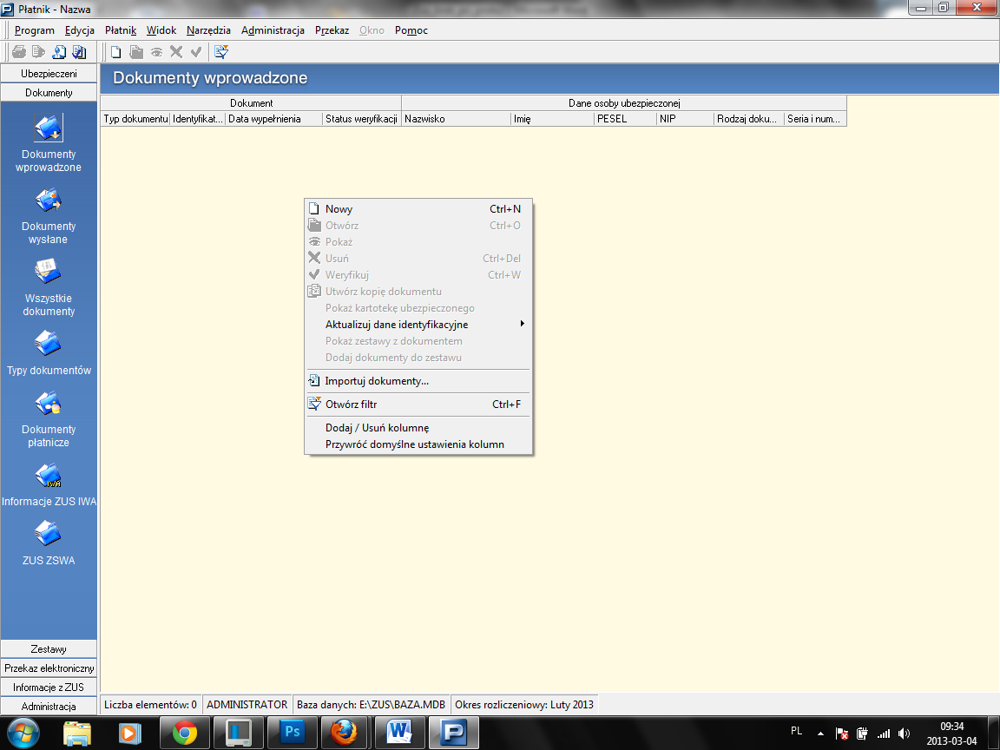 Płatnik - Nazwa
Program Edycja Płatnik Widok Narzędzia Administracja Przekaz Okno Pomoc
Ubezpieczeni
Dokumenty
Dokumenty
wprowadzone
Dokumenty
wysłane
Wszystkie
dokumenty
Typy dokumentów
Dokumenty
płatnicze
IWA
Informacje ZUS IWA
ZUS ZSWA
Zestawy
Przekaz elektroniczny
Informacje z ZUS
Administracja
Dokumenty wprowadzone
Dokument Dane osoby ubezpieczonej
Typ dokumentu Identyfikat... Data wypełnienia Status weryfikacji Nazwisko Imię PESEL NIP Rodzaj doku... Seria i num...
Nowy Ctrl+N
Otwórz Ctrl+O
Pokaż
Usuń Ctrl+Del
Weryfikuj Ctrl+W
Utwórz kopię dokumentu
Pokaż kartotekę ubezpieczonego
Aktualizuj dane identyfikacyjne
Pokaż zestawy z dokumentem
Dodaj dokumenty do zestawu
Importuj dokumenty...
Otwórz filtr Ctrl+F
Dodaj / Usuń kolumnę
Przywróć domyślne ustawienia kolumn
Liczba elementów: 0 ADMINISTRATOR Baza danych: E:\ZUS\BAZA.MDB Okres rozliczeniowy: Luty 2013
Ps W P PL 09:34
2013-03-04